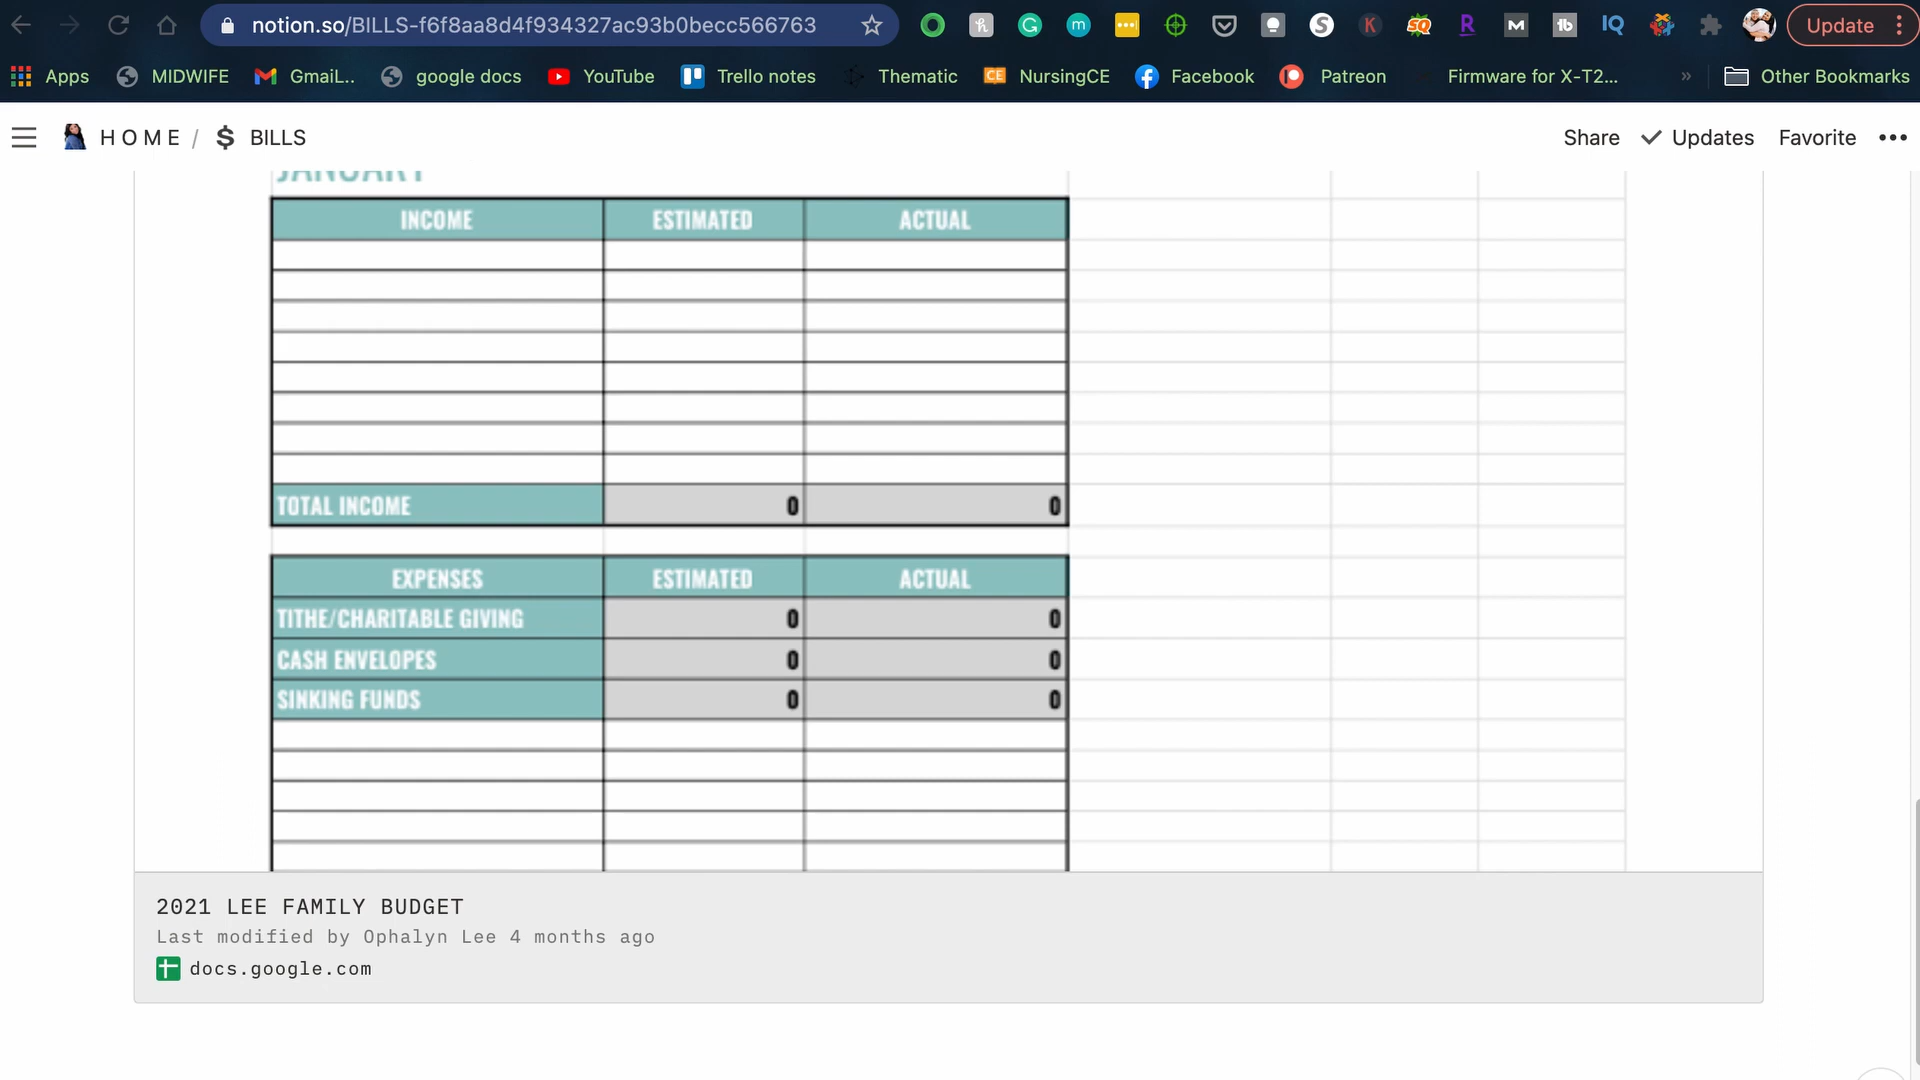 notion.so/BILLS-f6f8aa8d4f934327ac93b0becc566763 Update
Apps MIDWIFE GmaiL.. google docs YouTube Trello notes Thematic NursingCE Facebook Patreon Firmware for X-T2... » Other Bookmarks
H O M E / $ BILLS Share Updates Favorite •••
JANUARY
INCOME ESTIMATED ACTUAL
TOTAL INCOME 0 0
EXPENSES ESTIMATED ACTUAL
TITHE/CHARITABLE GIVING 0 0
CASH ENVELOPES 0 0
SINKING FUNDS 0 0
2021 LEE FAMILY BUDGET
Last modified by Ophalyn Lee 4 months ago
docs.google.com